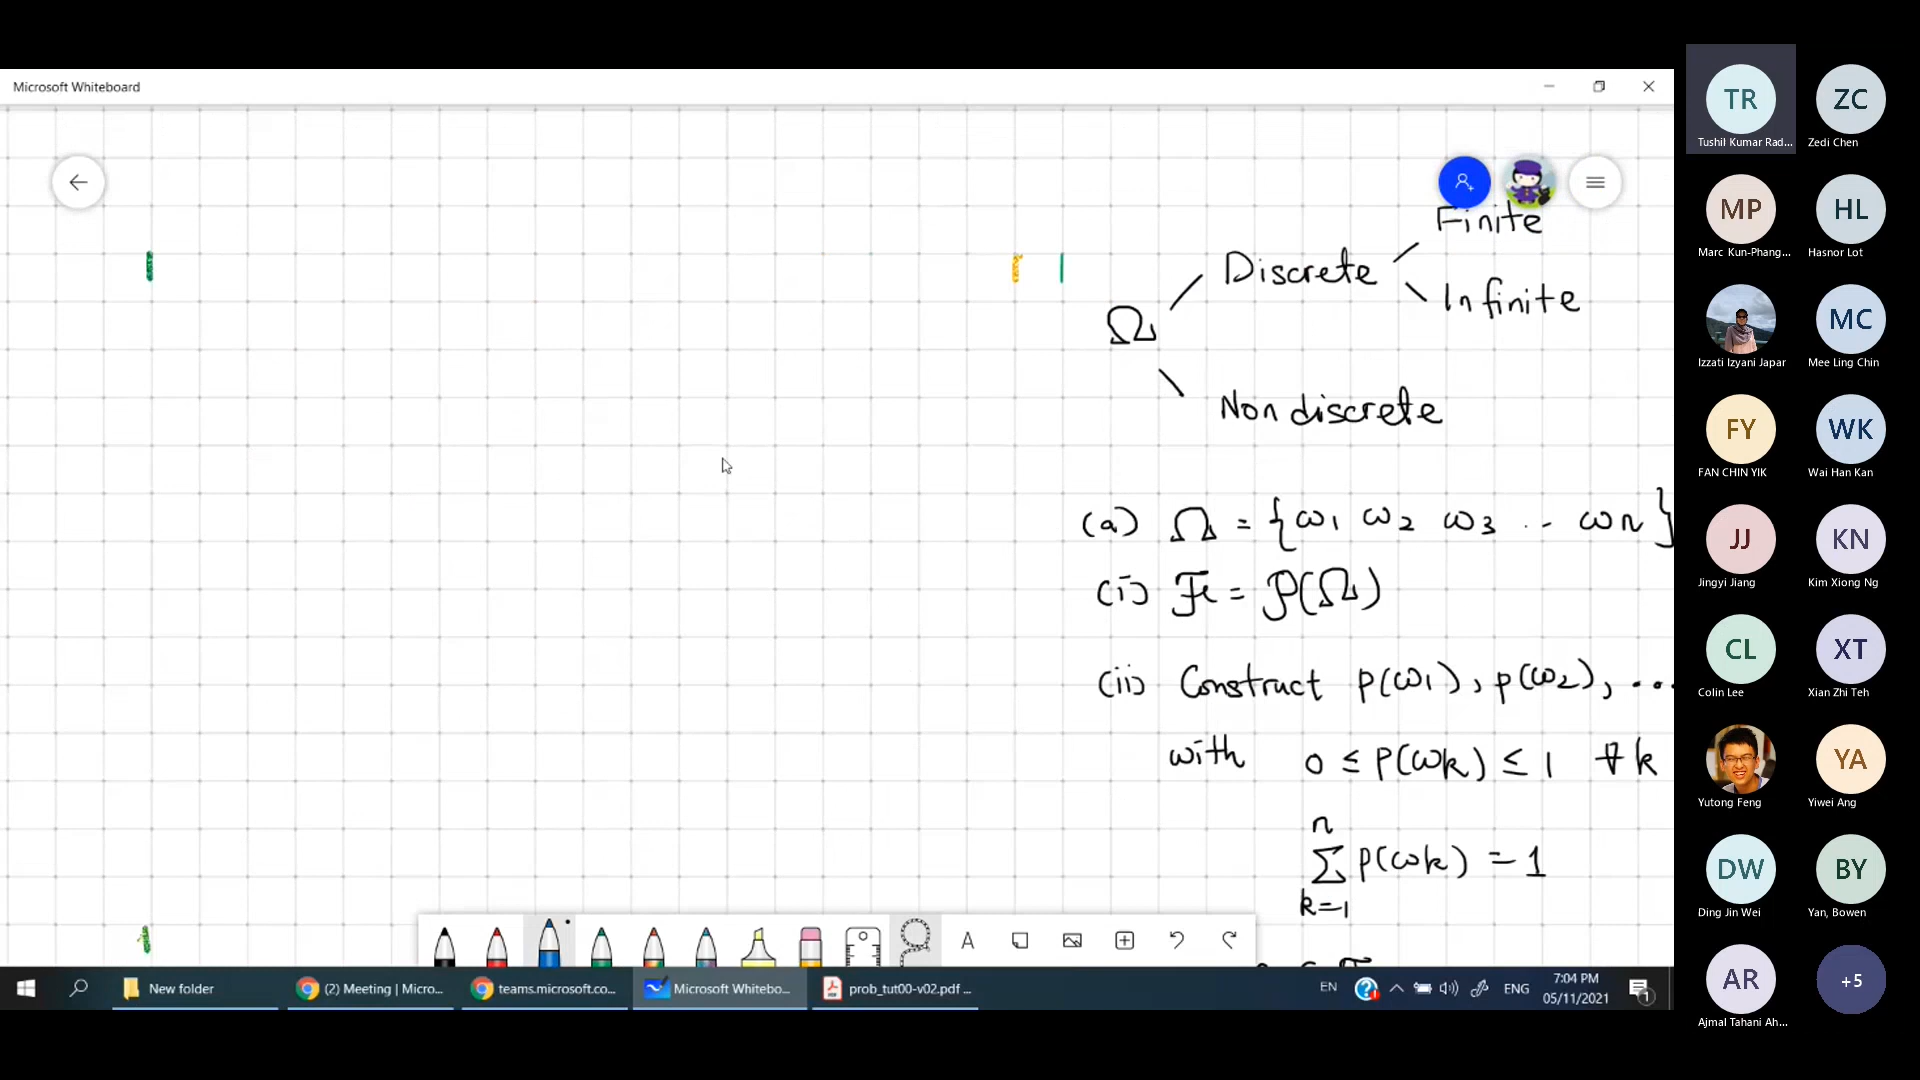 Microsoft Whiteboard
Finite
Discrete
Infinite
Ω
Non discrete
(a) Ω = {ω1 ω2 ω3 .. ωn}
(i) ℱ = 𝒫(Ω)
(ii) Construct p(ω1), p(ω2), ...
with 0 ≤ P(ωk) ≤ 1 ∀k
n
Σ P(ωk) = 1
k=1
A
New folder
(2) Meeting | Micro...
teams.microsoft.co...
Microsoft Whitebo...
prob_tut00-v02.pdf ...
EN
ENG
7:04 PM
05/11/2021
1
TR
Tushil Kumar Rad...
ZC
Zedi Chen
MP
Marc Kun-Phang...
HL
Hasnor Lot
Izzati Izyani Japar
MC
Mee Ling Chin
FY
FAN CHIN YIK
WK
Wai Han Kan
JJ
Jingyi Jiang
KN
Kim Xiong Ng
CL
Colin Lee
XT
Xian Zhi Teh
Yutong Feng
YA
Yiwei Ang
DW
Ding Jin Wei
BY
Yan, Bowen
AR
Ajmal Tahani Ah...
+5